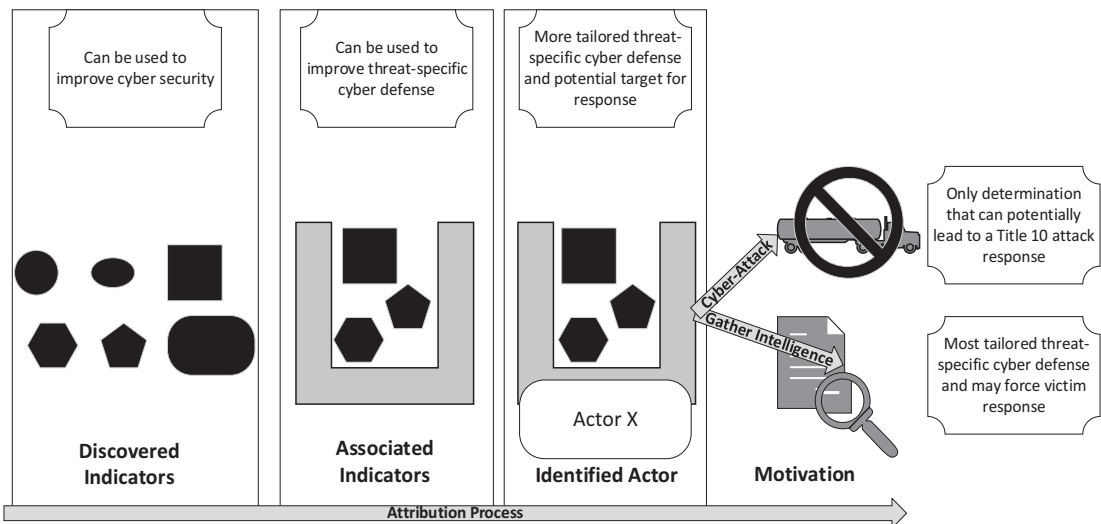 Can be used to
improve cyber security
Can be used to
improve threat-specific
cyber defense
More tailored threat-
specific cyber defense
and potential target for
response
Only determination
that can potentially
lead to a Title 10 attack
response
Cyber-Attack
Gather Intelligence
Most tailored threat-
specific cyber defense
and may force victim
response
Actor X
Discovered
Indicators
Associated
Indicators
Identified Actor
Motivation
Attribution Process